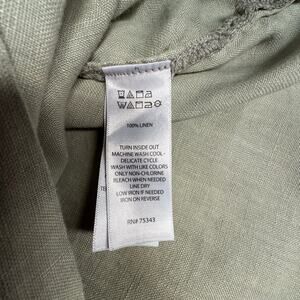 100% LINEN
TURN INSIDE OUT
MACHINE WASH COOL -
DELICATE CYCLE
WASH WITH LIKE COLORS
ONLY NON-CHLORINE
BLEACH WHEN NEEDED
LINE DRY
LOW IRON IF NEEDED
IRON ON REVERSE
RN# 75343